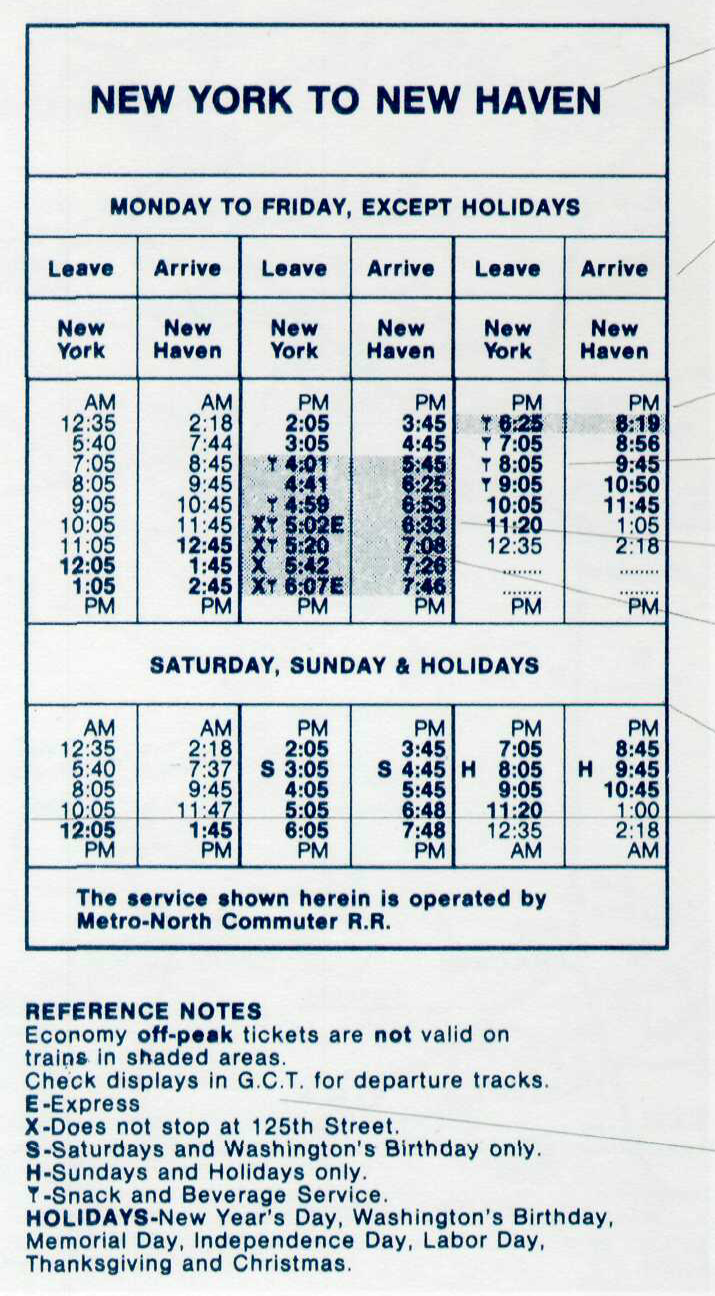 NEW YORK TO NEW HAVEN
MONDAY TO FRIDAY, EXCEPT HOLIDAYS
Leave Arrive Leave Arrive Leave Arrive
New York New Haven New York New Haven New York New Haven
AM AM PM PM PM PM
12:35 2:18 2:05 3:45 T 6:25 8:19
5:40 7:44 3:05 4:45 T 7:05 8:56
7:05 8:45 T 4:01 5:45 T 8:05 9:45
8:05 9:45 4:41 6:25 T 9:05 10:50
9:05 10:45 T 4:59 6:53 10:05 11:45
10:05 11:45 XT 5:02E 6:33 11:20 1:05
11:05 12:45 XT 5:20 7:08 12:35 2:18
12:05 1:45 X 5:42 7:26 ........ ........
1:05 2:45 XT 6:07E 7:46 ........ ........
PM PM PM PM PM PM
SATURDAY, SUNDAY & HOLIDAYS
AM AM PM PM PM PM
12:35 2:18 2:05 3:45 7:05 8:45
5:40 7:37 S 3:05 S 4:45 H 8:05 H 9:45
8:05 9:45 4:05 5:45 9:05 10:45
10:05 11:47 5:05 6:48 11:20 1:00
12:05 1:45 6:05 7:48 12:35 2:18
PM PM PM PM AM AM
The service shown herein is operated by
Metro-North Commuter R.R.
REFERENCE NOTES
Economy off-peak tickets are not valid on
trains in shaded areas.
Check displays in G.C.T. for departure tracks.
E-Express
X-Does not stop at 125th Street.
S-Saturdays and Washington's Birthday only.
H-Sundays and Holidays only.
T-Snack and Beverage Service.
HOLIDAYS-New Year's Day, Washington's Birthday,
Memorial Day, Independence Day, Labor Day,
Thanksgiving and Christmas.